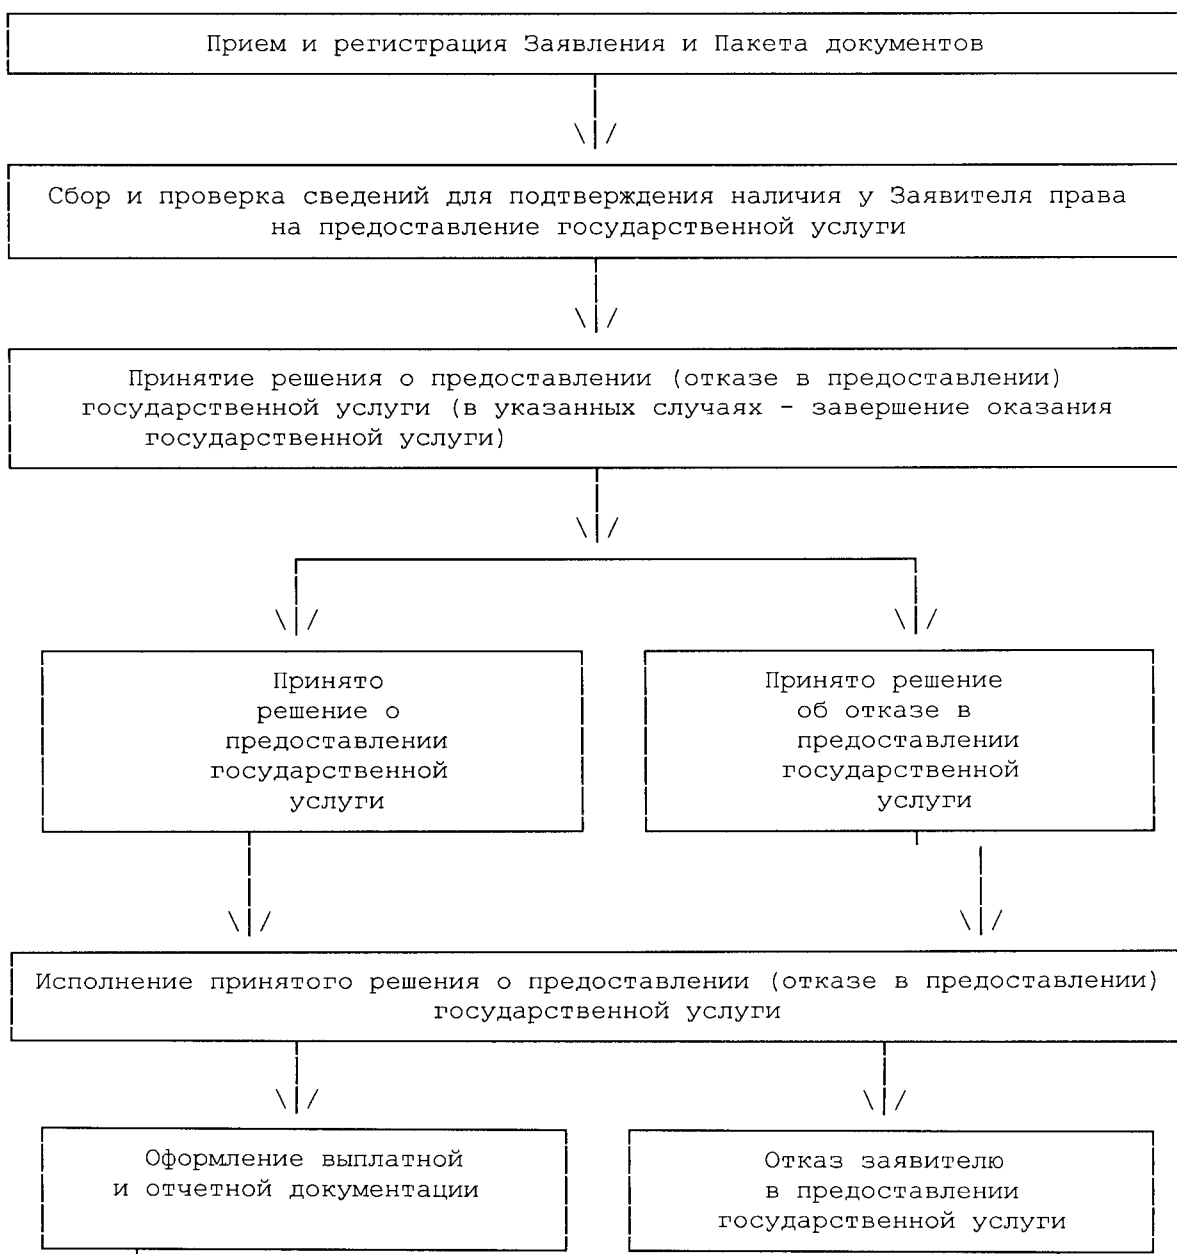 Прием и регистрация Заявления и Пакета документов
Сбор и проверка сведений для подтверждения наличия у Заявителя права
на предоставление государственной услуги
Принятие решения о предоставлении (отказе в предоставлении)
государственной услуги (в указанных случаях - завершение оказания
государственной услуги)
Принято
решение о
предоставлении
государственной
услуги
Принято решение
об отказе в
предоставлении
государственной
услуги
Исполнение принятого решения о предоставлении (отказе в предоставлении)
государственной услуги
Оформление выплатной
и отчетной документации
Отказ заявителю
в предоставлении
государственной услуги